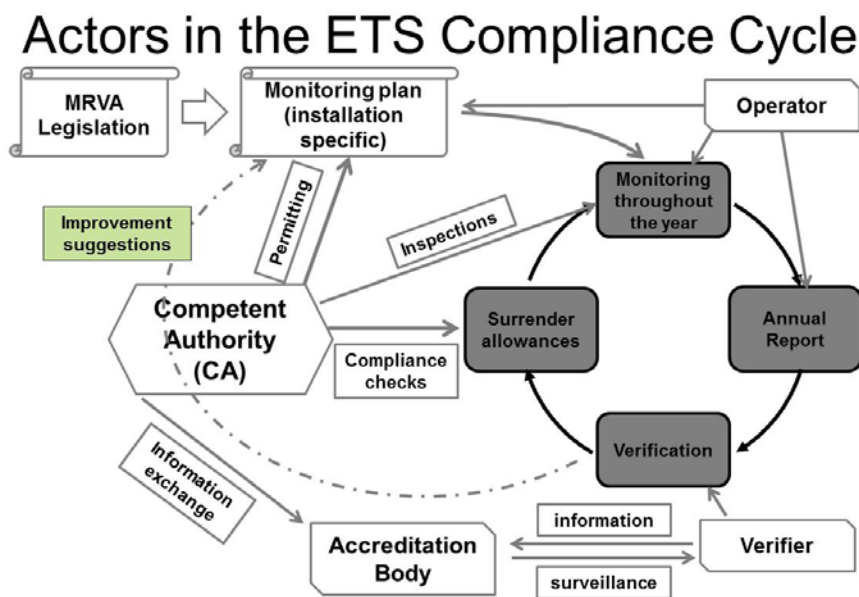 Actors in the ETS Compliance Cycle
MRVA
Legislation
Monitoring plan
(installation
specific)
Operator
Improvement
suggestions
Permitting
Inspections
Monitoring
throughout
the year
Competent
Authority
(CA)
Compliance
checks
Surrender
allowances
Annual
Report
Information
exchange
Verification
Accreditation
Body
information
surveillance
Verifier